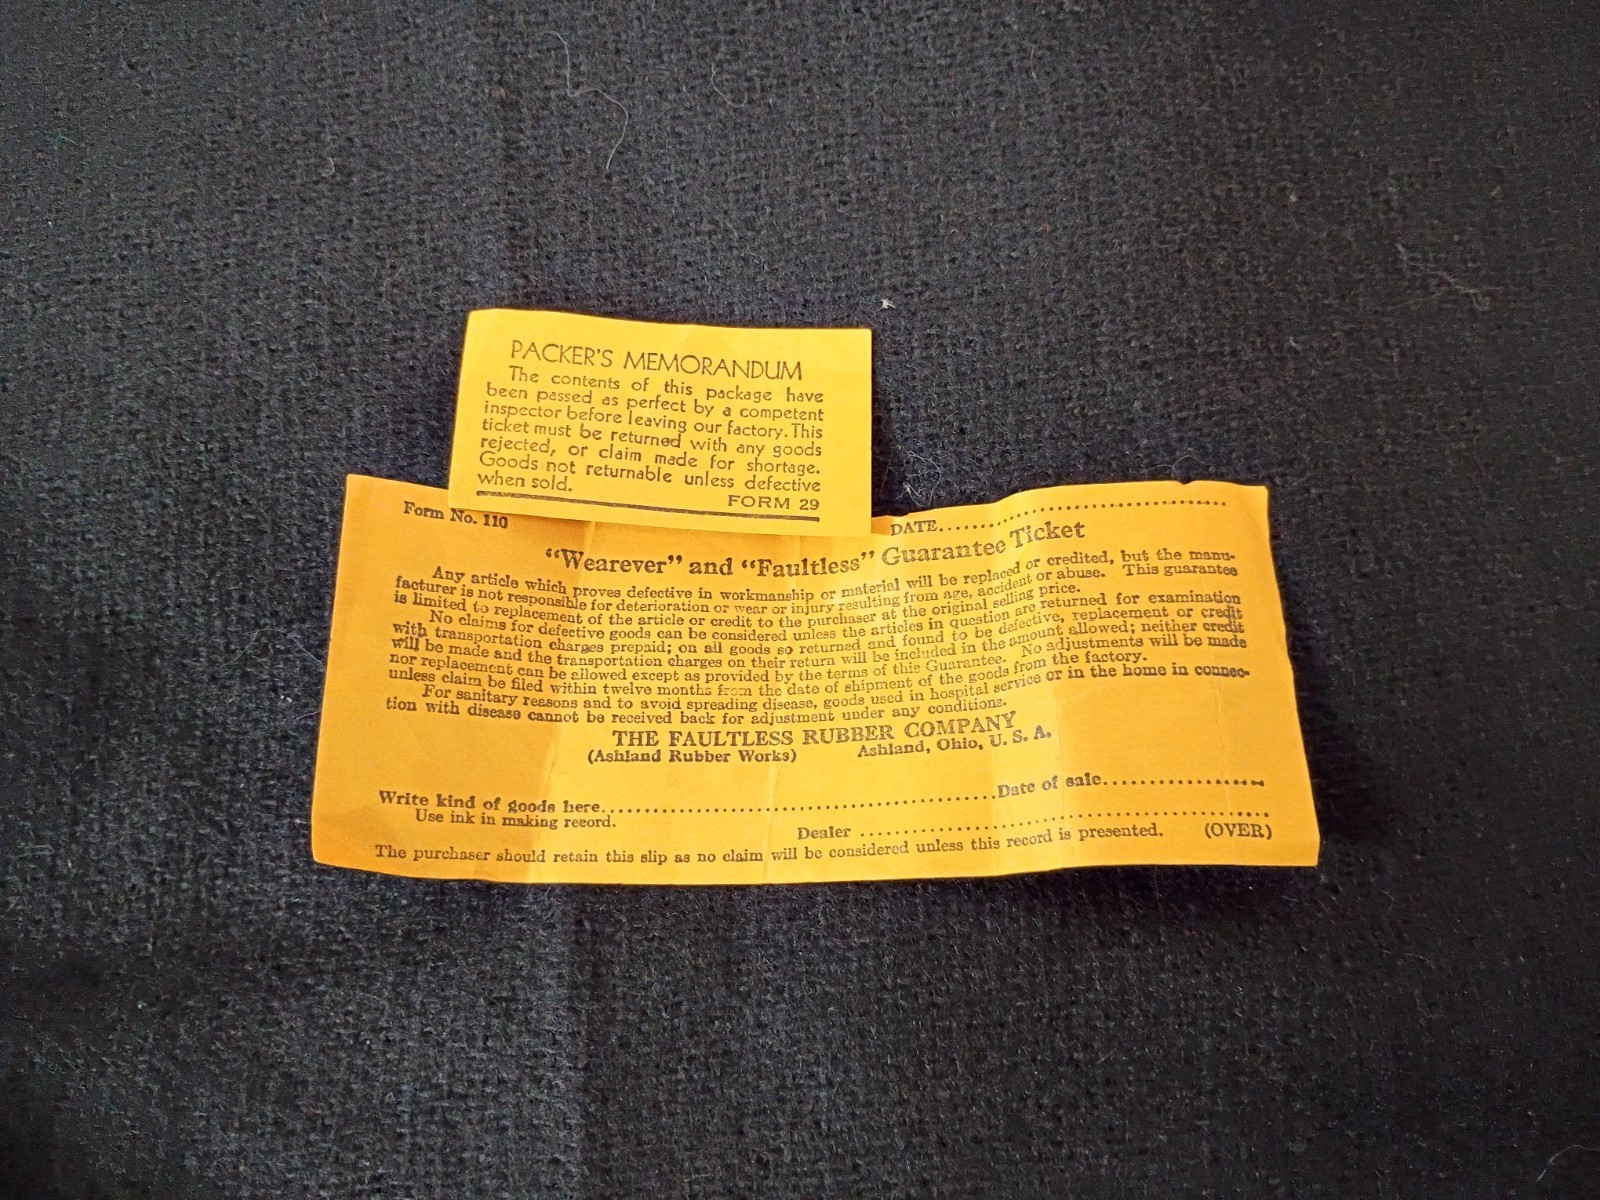 PACKER'S MEMORANDUM
The contents of this package have
been passed as perfect by a competent
inspector before leaving our factory. This
ticket must be returned with any goods
rejected, or claim made for shortage.
Goods not returnable unless defective
when sold.
FORM 29
Form No. 110
DATE..............................
"Wearever" and "Faultless" Guarantee Ticket
Any article which proves defective in workmanship or material will be replaced or credited, but the manu-
facturer is not responsible for deterioration or wear or injury resulting from age, accident or abuse. This guarantee
is limited to replacement of the article or credit to the purchaser at the original selling price.
No claims for defective goods can be considered unless the articles in question are returned for examination
with transportation charges prepaid; on all goods so returned and found to be defective, replacement or credit
will be made and the transportation charges on their return will be included in the amount allowed; neither credit
nor replacement can be allowed except as provided by the terms of this Guarantee. No adjustments will be made
unless claim be filed within twelve months from the date of shipment of the goods from the factory.
For sanitary reasons and to avoid spreading disease, goods used in hospital service or in the home in connec-
tion with disease cannot be received back for adjustment under any conditions.
THE FAULTLESS RUBBER COMPANY
(Ashland Rubber Works) Ashland, Ohio, U. S. A.
Write kind of goods here........................................Date of sale.................
Use ink in making record.
Dealer ..........................................
The purchaser should retain this slip as no claim will be considered unless this record is presented. (OVER)